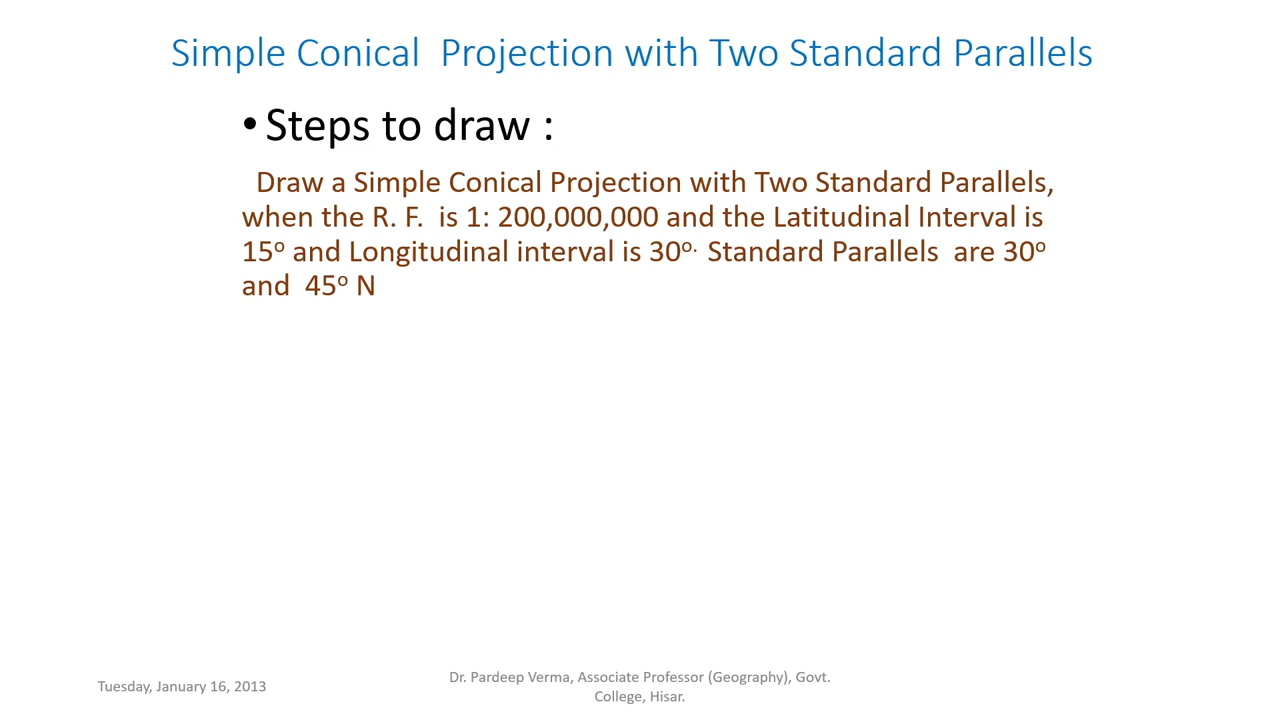 Simple Conical  Projection with Two Standard Parallels
• Steps to draw :
Draw a Simple Conical Projection with Two Standard Parallels,
when the R. F.  is 1: 200,000,000 and the Latitudinal Interval is
15º and Longitudinal interval is 30º. Standard Parallels  are 30º
and  45º N
Tuesday, January 16, 2013
Dr. Pardeep Verma, Associate Professor (Geography), Govt.
College, Hisar.